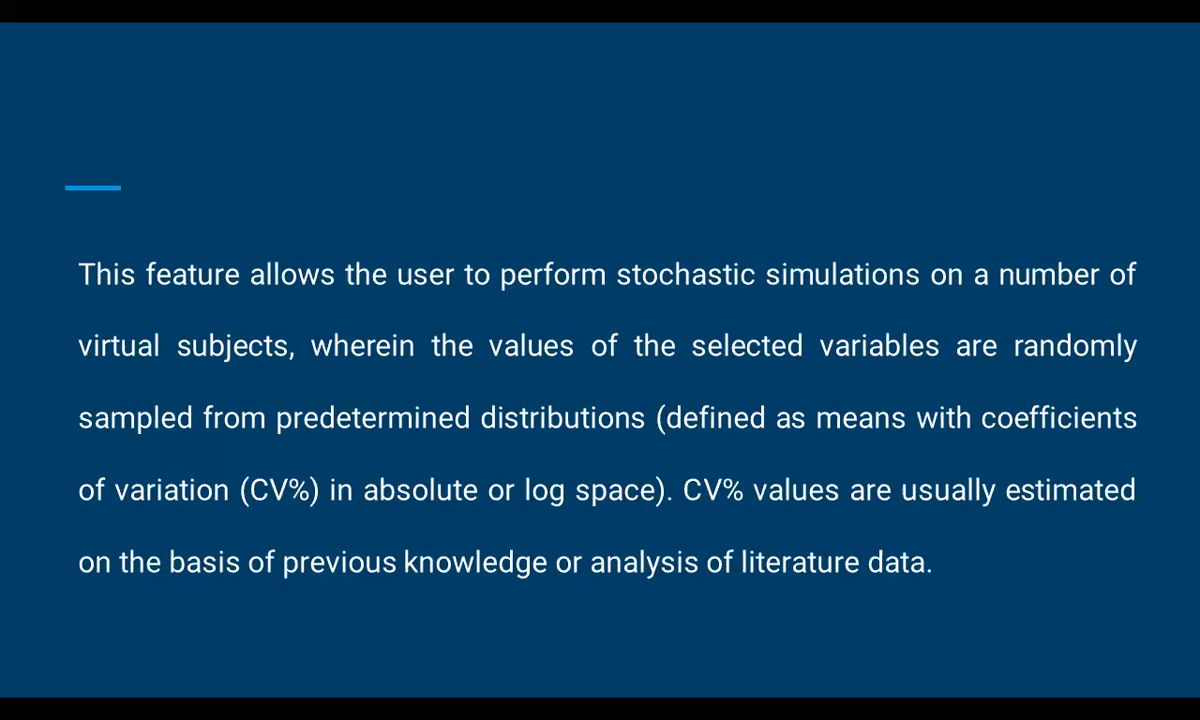 This feature allows the user to perform stochastic simulations on a number of
virtual subjects, wherein the values of the selected variables are randomly
sampled from predetermined distributions (defined as means with coefficients
of variation (CV%) in absolute or log space). CV% values are usually estimated
on the basis of previous knowledge or analysis of literature data.